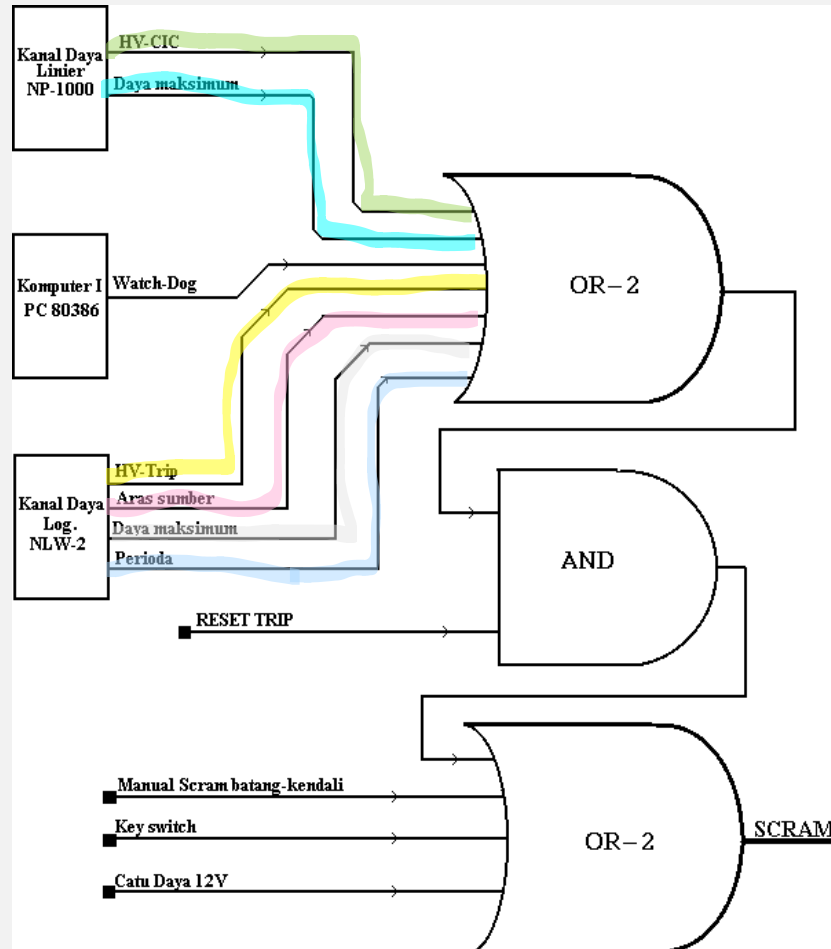 Kanal Daya
Linier
NP-1000
HV-CIC
Daya maksimum
OR-2
Komputer I
PC 80386
Watch-Dog
Kanal Daya
Log.
NLW-2
HV-Trip
Aras sumber
Daya maksimum
Perioda
AND
RESET TRIP
Manual Scram batang-kendali
Key switch
Catu Daya 12V
OR-2
SCRAM